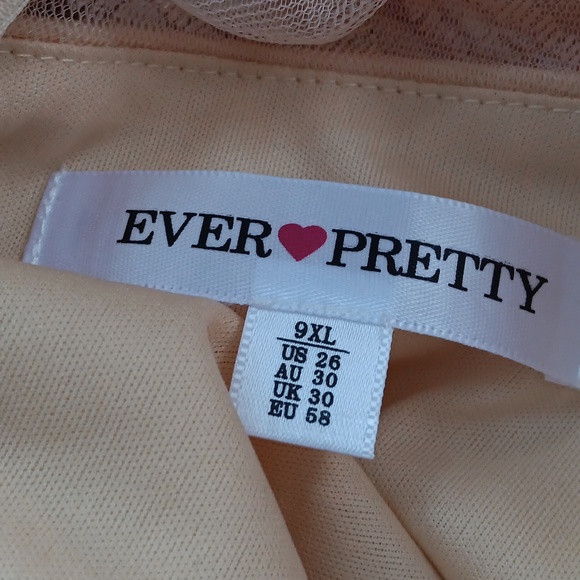 EVER PRETTY
9XL
US 26
AU 30
UK 30
EU 58